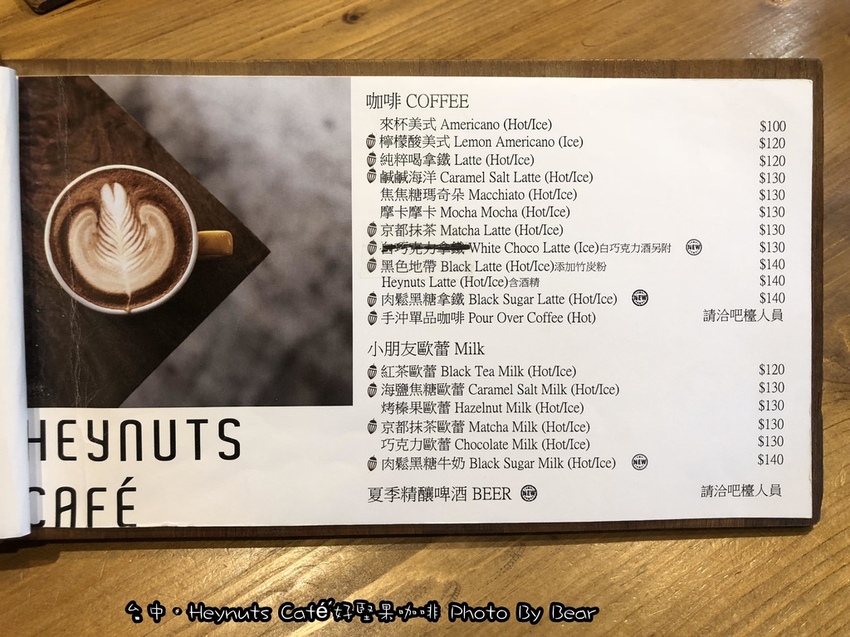 咖啡 COFFEE
來杯美式 Americano (Hot/Ice) $100
檸檬酸美式 Lemon Americano (Ice) $120
純粹喝拿鐵 Latte (Hot/Ice) $120
鹹鹹海洋 Caramel Salt Latte (Hot/Ice) $130
焦焦糖瑪奇朵 Macchiato (Hot/Ice) $130
摩卡摩卡 Mocha Mocha (Hot/Ice) $130
京都抹茶 Matcha Latte (Hot/Ice) $130
白巧克力拿鐵 White Choco Latte (Ice)白巧克力酒另附 NEW $130
黑色地帶 Black Latte (Hot/Ice)添加竹炭粉 $140
Heynuts Latte (Hot/Ice)含酒精 $140
肉鬆黑糖拿鐵 Black Sugar Latte (Hot/Ice) NEW $140
手沖單品咖啡 Pour Over Coffee (Hot) 請洽吧檯人員
小朋友歐蕾 Milk
紅茶歐蕾 Black Tea Milk (Hot/Ice) $120
海鹽焦糖歐蕾 Caramel Salt Milk (Hot/Ice) $130
烤榛果歐蕾 Hazelnut Milk (Hot/Ice) $130
京都抹茶歐蕾 Matcha Milk (Hot/Ice) $130
巧克力歐蕾 Chocolate Milk (Hot/Ice) $130
肉鬆黑糖牛奶 Black Sugar Milk (Hot/Ice) NEW $140
夏季精釀啤酒 BEER NEW 請洽吧檯人員
HEYNUTS
CAFÉ
台中·Heynuts Café好堅果咖啡 Photo By Bear